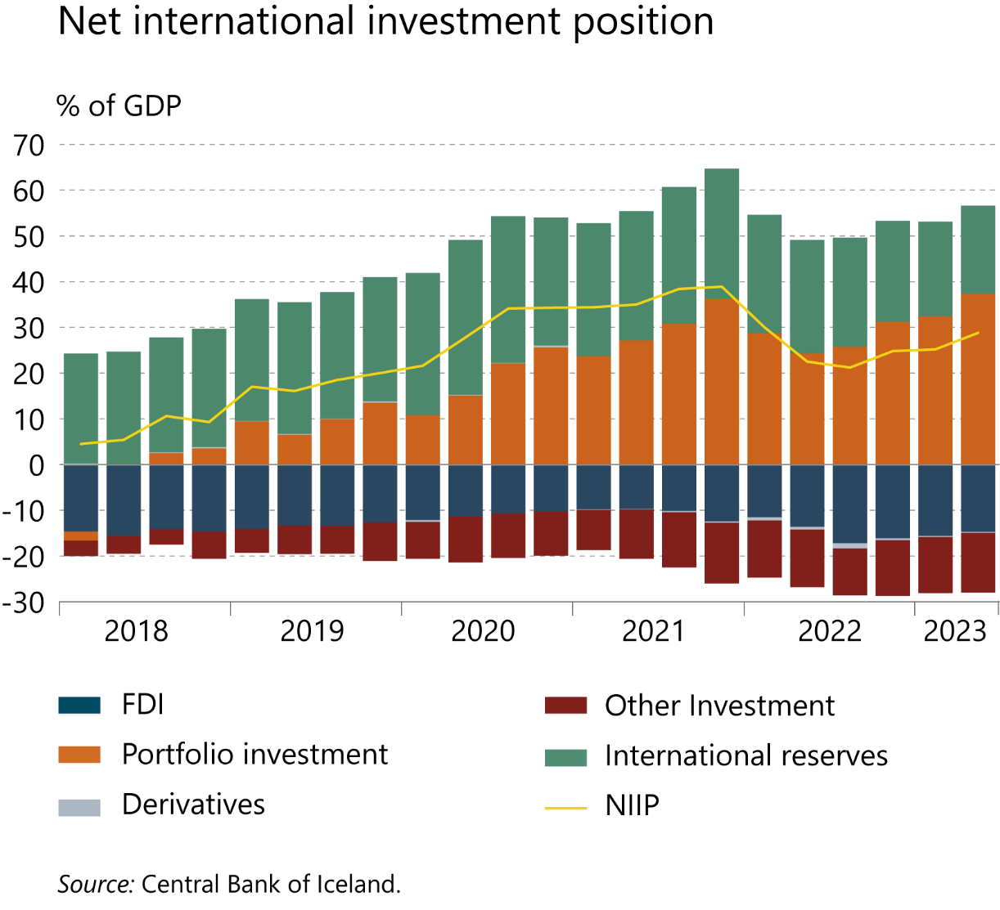 Net international investment position
% of GDP
70
60
50
40
30
20
10
0
-10
-20
-30
2018 2019 2020 2021 2022 2023
FDI
Other Investment
Portfolio investment
International reserves
Derivatives
NIIP
Source: Central Bank of Iceland.